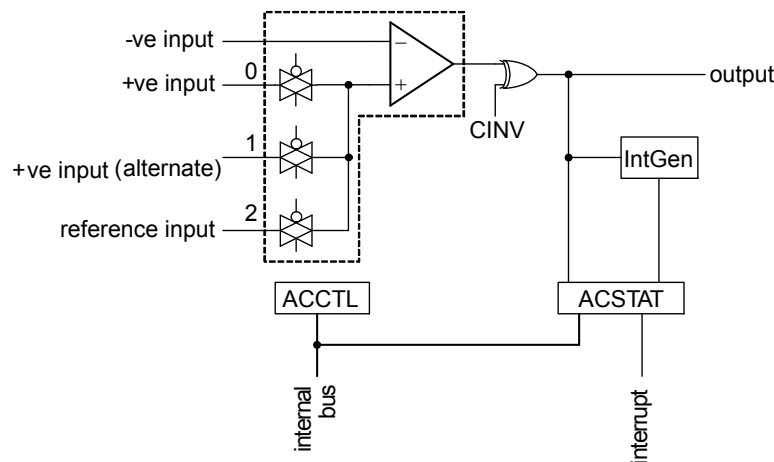 -ve input
−
0
+ve input
+
output
CINV
1
+ve input (alternate)
IntGen
2
reference input
ACCTL
ACSTAT
internal
bus
interrupt